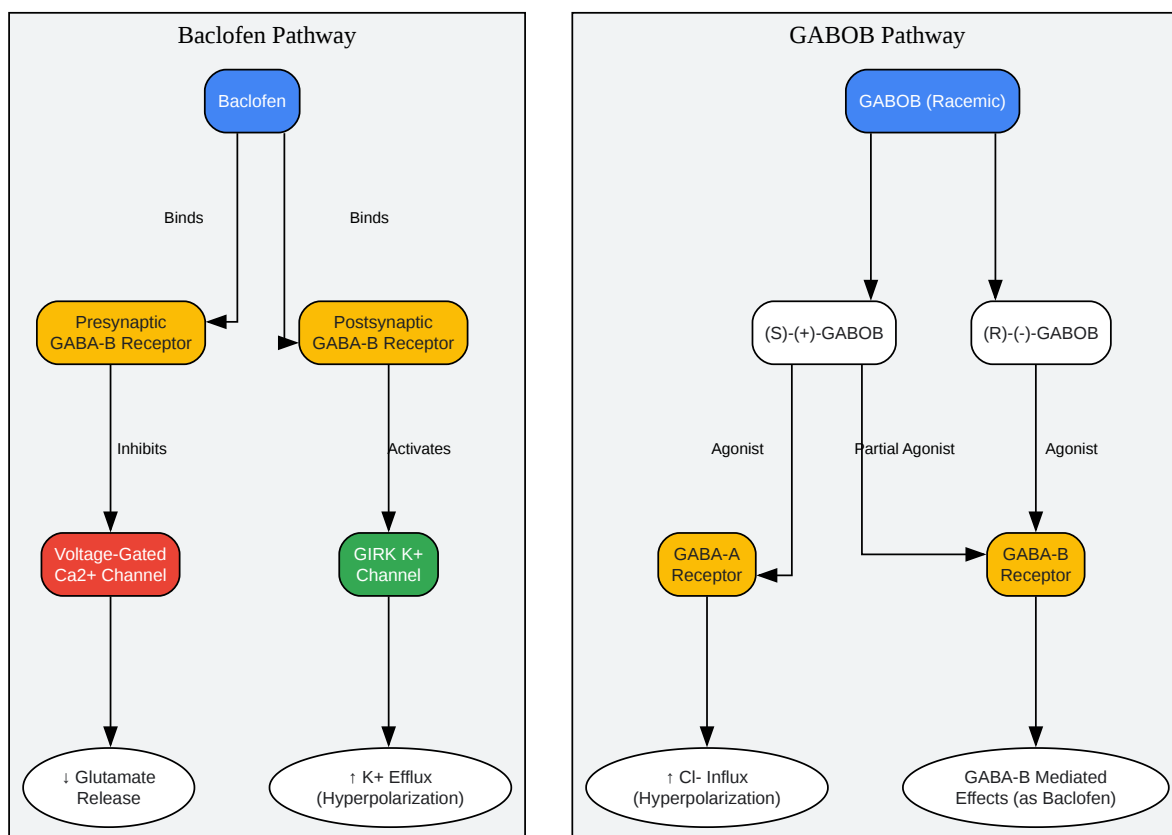 Baclofen Pathway
Baclofen
Binds
Binds
Presynaptic
GABA-B Receptor
Postsynaptic
GABA-B Receptor
Inhibits
Activates
Voltage-Gated
Ca2+ Channel
GIRK K+
Channel
↓ Glutamate
Release
↑ K+ Efflux
(Hyperpolarization)
GABOB Pathway
GABOB (Racemic)
(S)-(+)-GABOB
(R)-(-)-GABOB
Agonist
Partial Agonist
Agonist
GABA-A
Receptor
GABA-B
Receptor
↑ Cl- Influx
(Hyperpolarization)
GABA-B Mediated
Effects (as Baclofen)